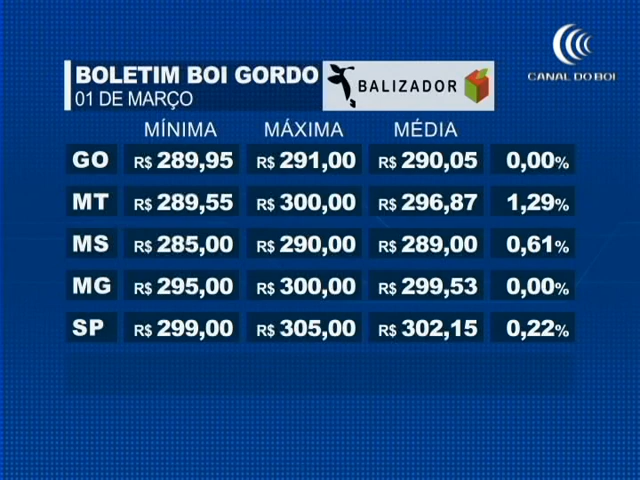 CANAL DO BOI
BOLETIM BOI GORDO
01 DE MARÇO
BALIZADOR
MÍNIMA MÁXIMA MÉDIA
GO R$ 289,95 R$ 291,00 R$ 290,05 0,00%
MT R$ 289,55 R$ 300,00 R$ 296,87 1,29%
MS R$ 285,00 R$ 290,00 R$ 289,00 0,61%
MG R$ 295,00 R$ 300,00 R$ 299,53 0,00%
SP R$ 299,00 R$ 305,00 R$ 302,15 0,22%